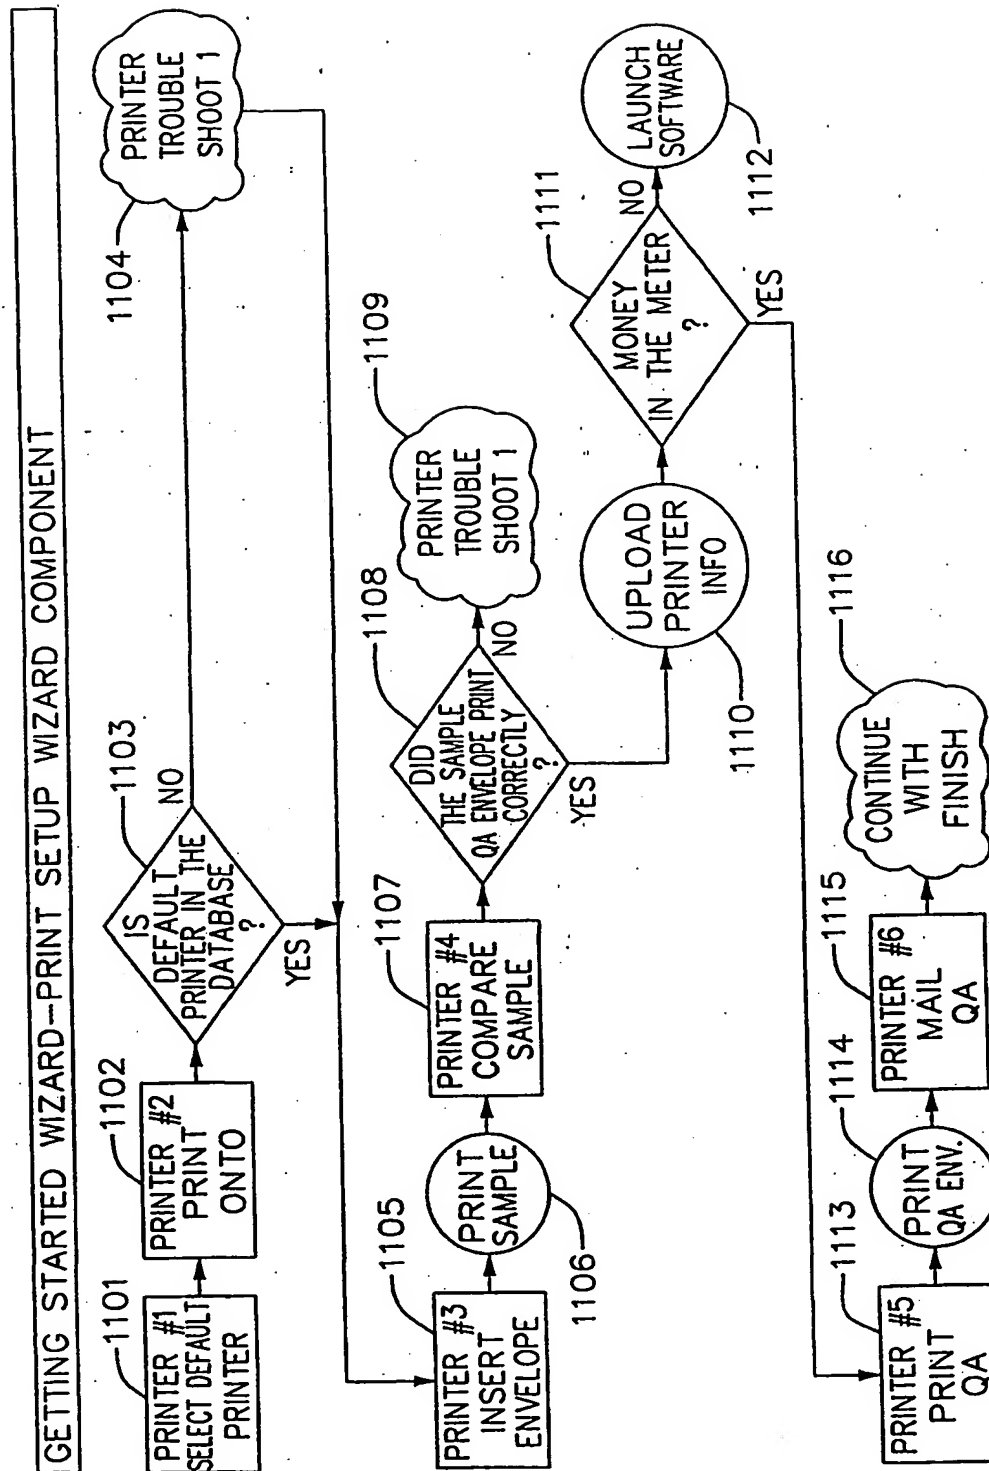 GETTING STARTED WIZARD-PRINT SETUP WIZARD COMPONENT
1101
PRINTER #1
SELECT DEFAULT
PRINTER
1102
PRINTER #2
PRINT
ONTO
1103
IS
DEFAULT
PRINTER IN THE
DATABASE
?
NO
YES
1104
PRINTER
TROUBLE
SHOOT 1
1105
PRINTER #3
INSERT
ENVELOPE
PRINT
SAMPLE
1106
1107
PRINTER #4
COMPARE
SAMPLE
1108
DID
THE SAMPLE
QA ENVELOPE PRINT
CORRECTLY
?
NO
YES
1109
PRINTER
TROUBLE
SHOOT 1
UPLOAD
PRINTER
INFO
1110
1111
MONEY
IN THE METER
?
NO
YES
LAUNCH
SOFTWARE
1112
1113
PRINTER #5
PRINT
QA
1114
PRINT
QA ENV.
1115
PRINTER #6
MAIL
QA
1116
CONTINUE
WITH
FINISH